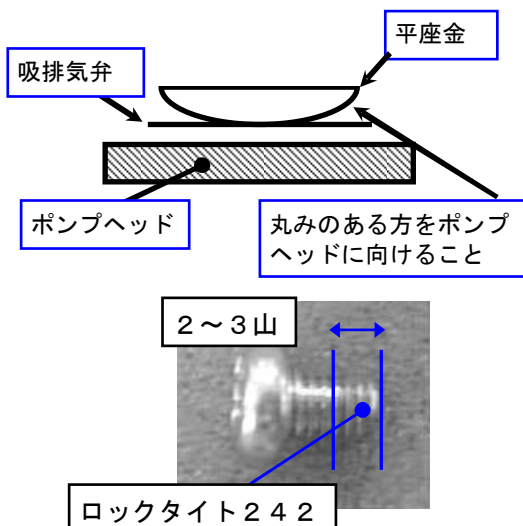 平座金
吸排気弁
ポンプヘッド
丸みのある方をポンプ
ヘッドに向けること
２～３山
ロックタイト２４２